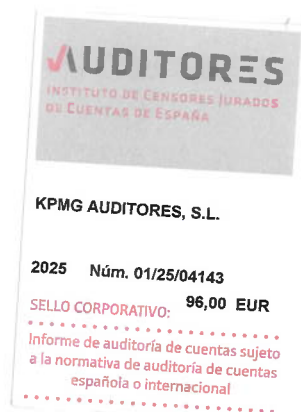 AUDITORES
INSTITUTO DE CENSORES JURADOS
DE CUENTAS DE ESPAÑA
KPMG AUDITORES, S.L.
2025 Núm. 01/25/04143
SELLO CORPORATIVO: 96,00 EUR
Informe de auditoría de cuentas sujeto
a la normativa de auditoría de cuentas
española o internacional